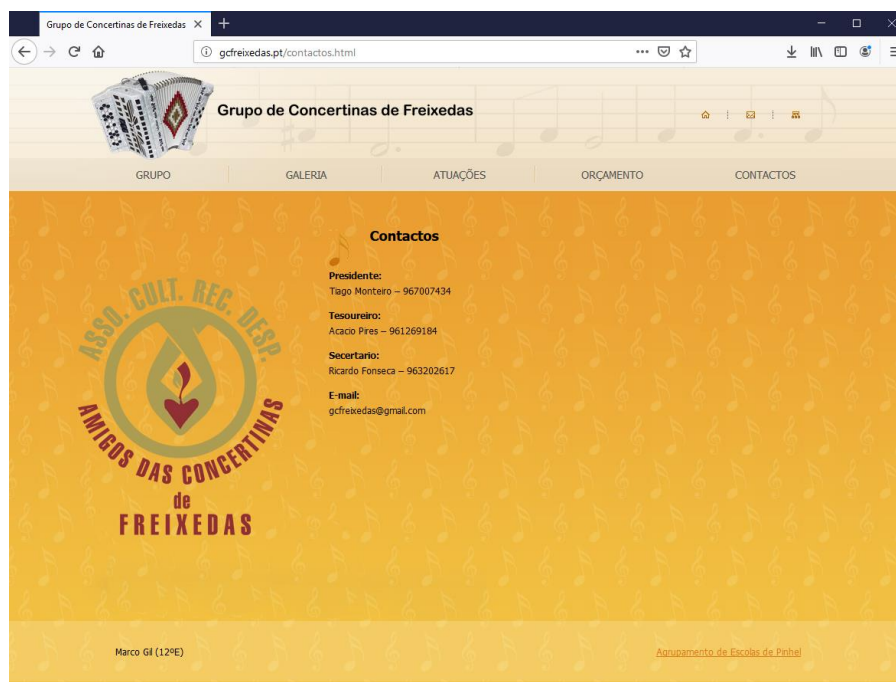 Grupo de Concertinas de Freixedas
gcfreixedas.pt/contactos.html
Grupo de Concertinas de Freixedas
GRUPO GALERIA ATUAÇÕES ORÇAMENTO CONTACTOS
Contactos
Presidente:
Tiago Monteiro – 967007434
Tesoureiro:
Acacio Pires – 961269184
Secertario:
Ricardo Fonseca – 963202617
E-mail:
gcfreixedas@gmail.com
ASSO. CULT. REC. DESP.
AMIGOS DAS CONCERTINAS
de
FREIXEDAS
Marco Gil (12ºE) Agrupamento de Escolas de Pinhel